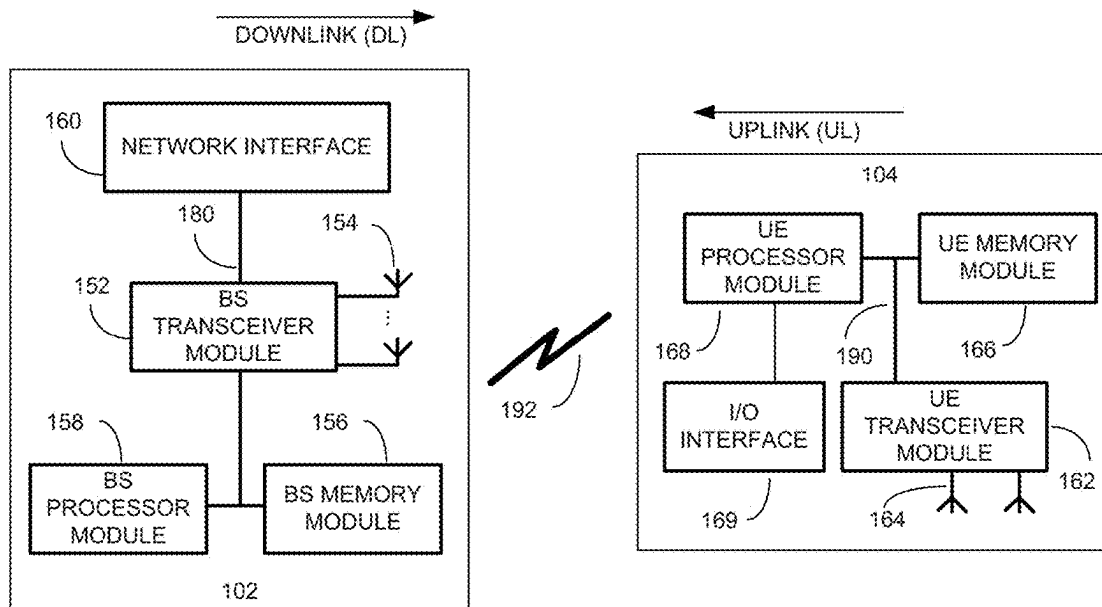 DOWNLINK (DL)
160
NETWORK INTERFACE
180
154
152
BS
TRANSCEIVER
MODULE
158
156
BS
PROCESSOR
MODULE
BS MEMORY
MODULE
102
192
UPLINK (UL)
104
UE
PROCESSOR
MODULE
UE MEMORY
MODULE
168
190
166
I/O
INTERFACE
UE
TRANSCEIVER
MODULE
169
164
162